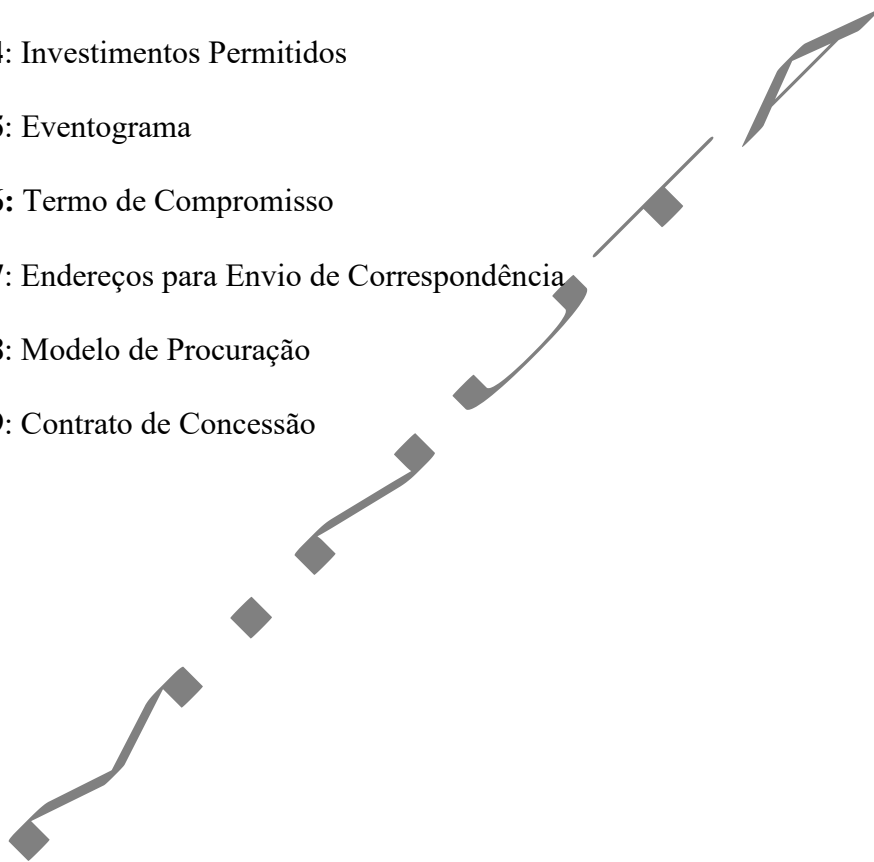 4: Investimentos Permitidos
5: Eventograma
6: Termo de Compromisso
7: Endereços para Envio de Correspondência
8: Modelo de Procuração
9: Contrato de Concessão